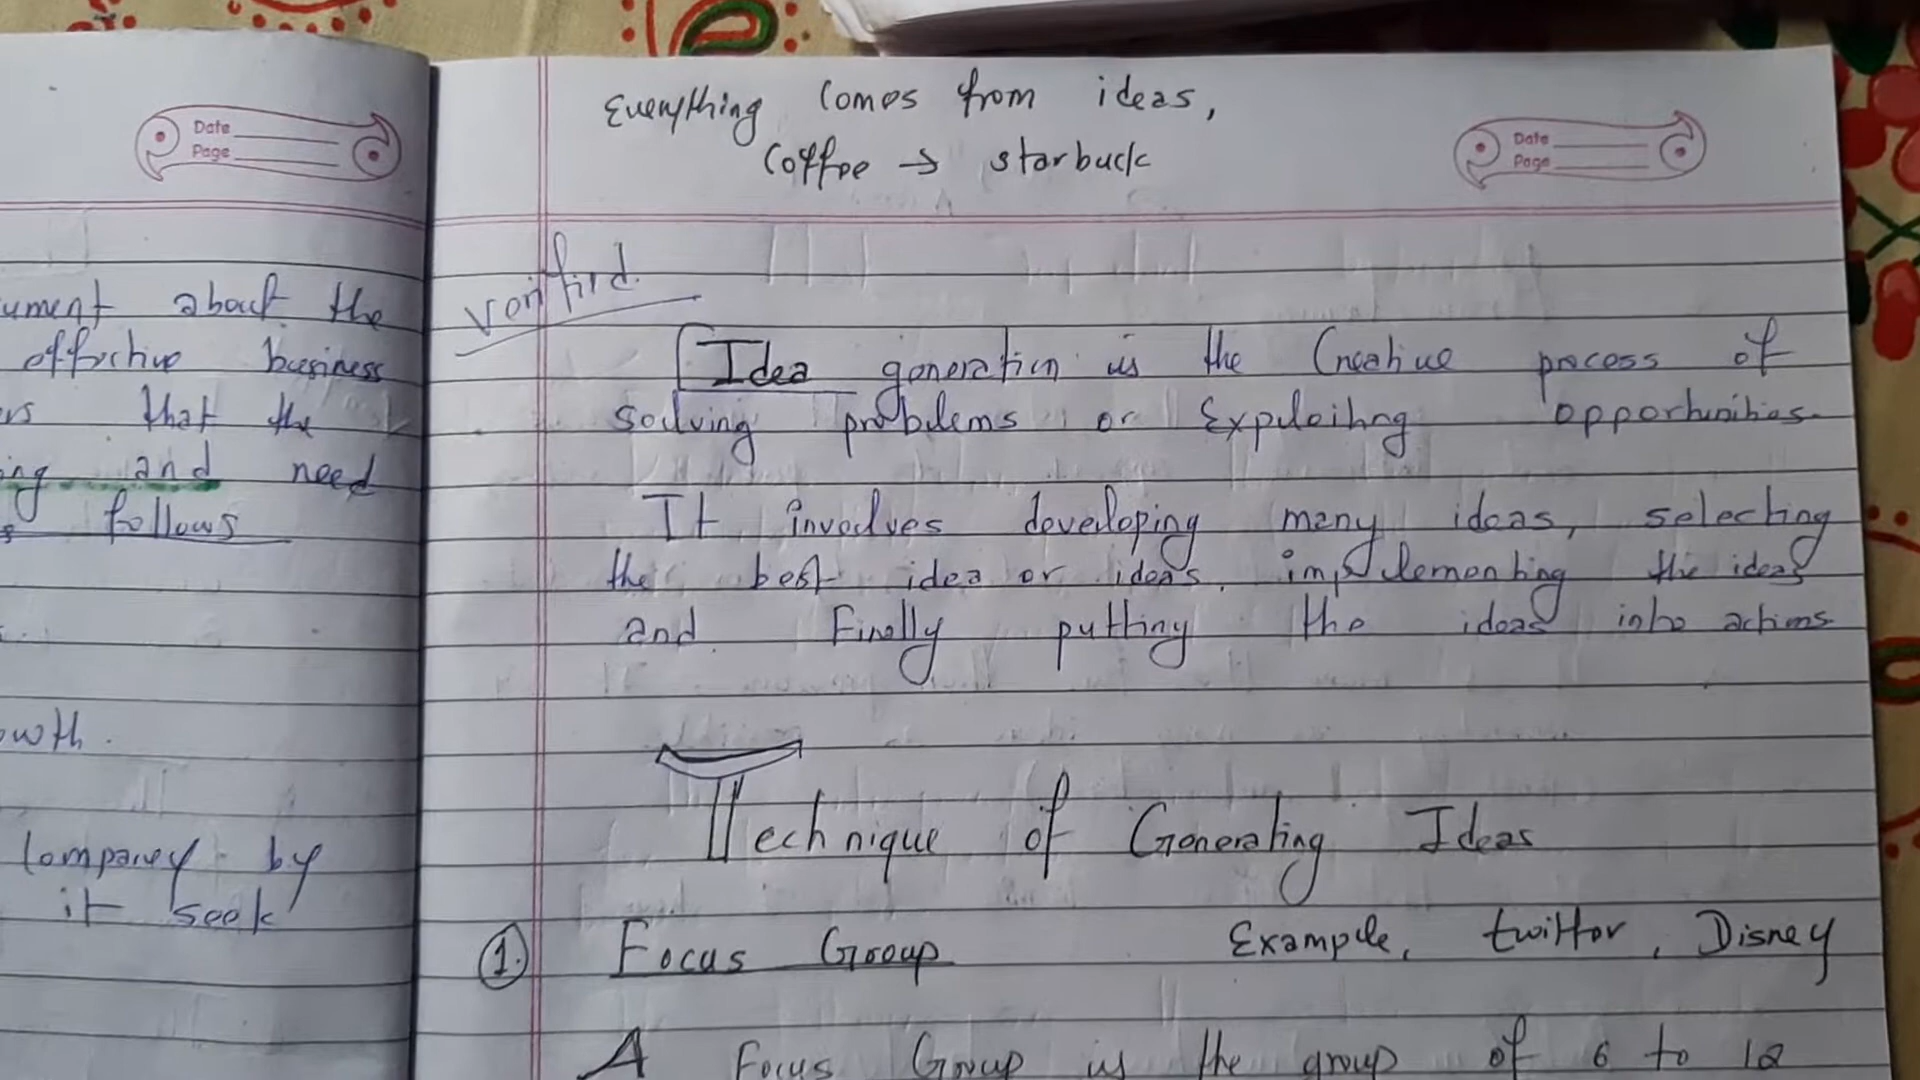 Date
Page
ument about the
effective business
rs that the
ing and need
follows
owth.
Company by
it seek
Everything comes from ideas,
Coffee → starbuck
Date
Page
Verified.
Idea generation is the Creative process of
solving problems or Exploiting opportunities.
It involves developing many ideas, selecting
the best idea or ideas. implementing the ideas
and Finally putting the ideas into actions.
Technique of Generating Ideas
1. Focus Group Example, twitter, Disney
A Focus Group is the group of 6 to 12